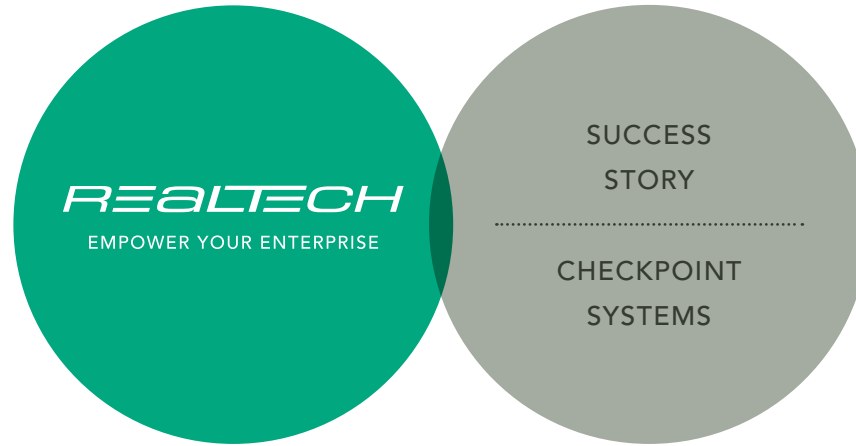 REALTECH
EMPOWER YOUR ENTERPRISE
SUCCESS
STORY
CHECKPOINT
SYSTEMS